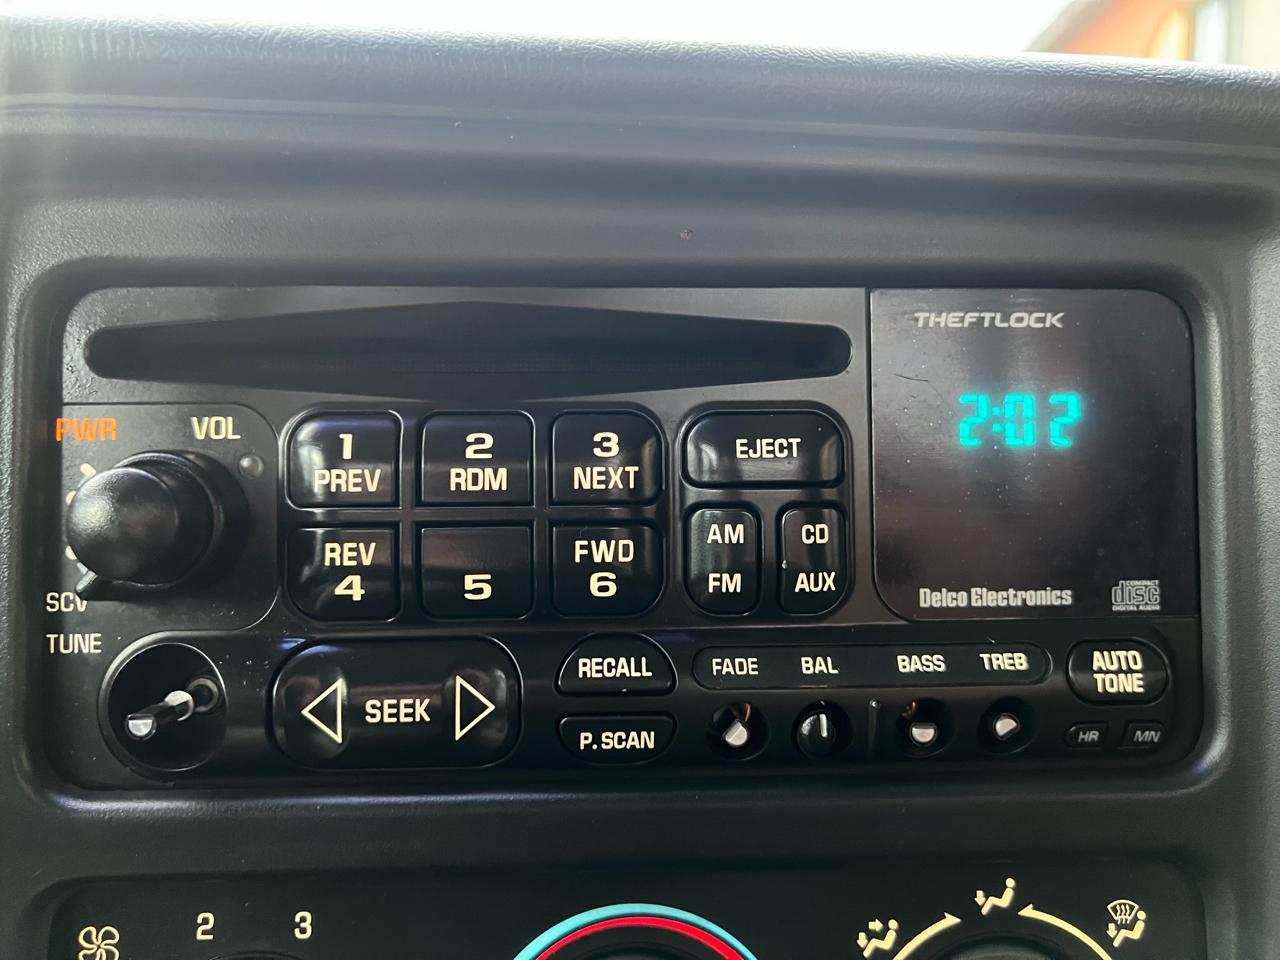 THEFTLOCK
2:02
PWR VOL
1 PREV
2 RDM
3 NEXT
EJECT
REV 4
5
FWD 6
AM FM
CD AUX
Delco Electronics
COMPACT
disc
DIGITAL AUDIO
SCV
TUNE
SEEK
RECALL
P.SCAN
FADE BAL BASS TREB
AUTO TONE
HR MN
2 3